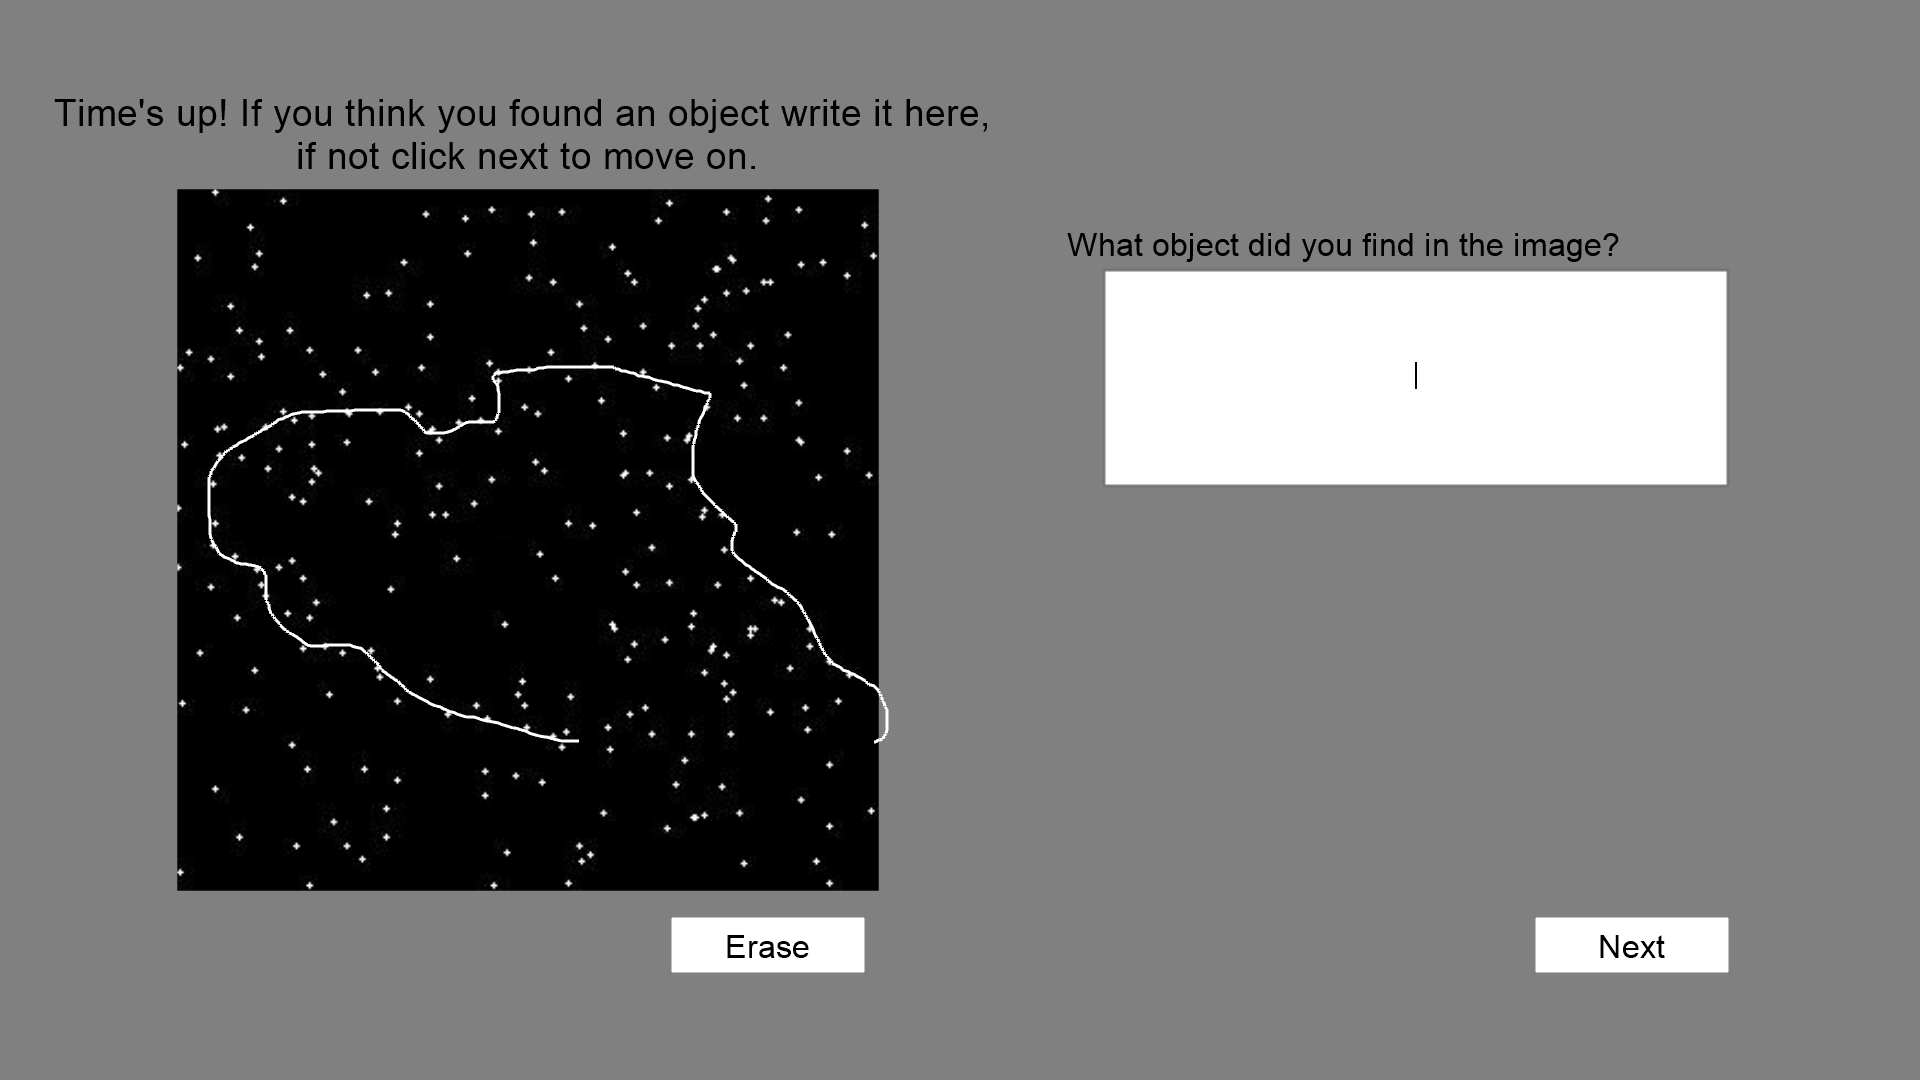 Time's up! If you think you found an object write it here,
if not click next to move on.
What object did you find in the image?
Erase
Next